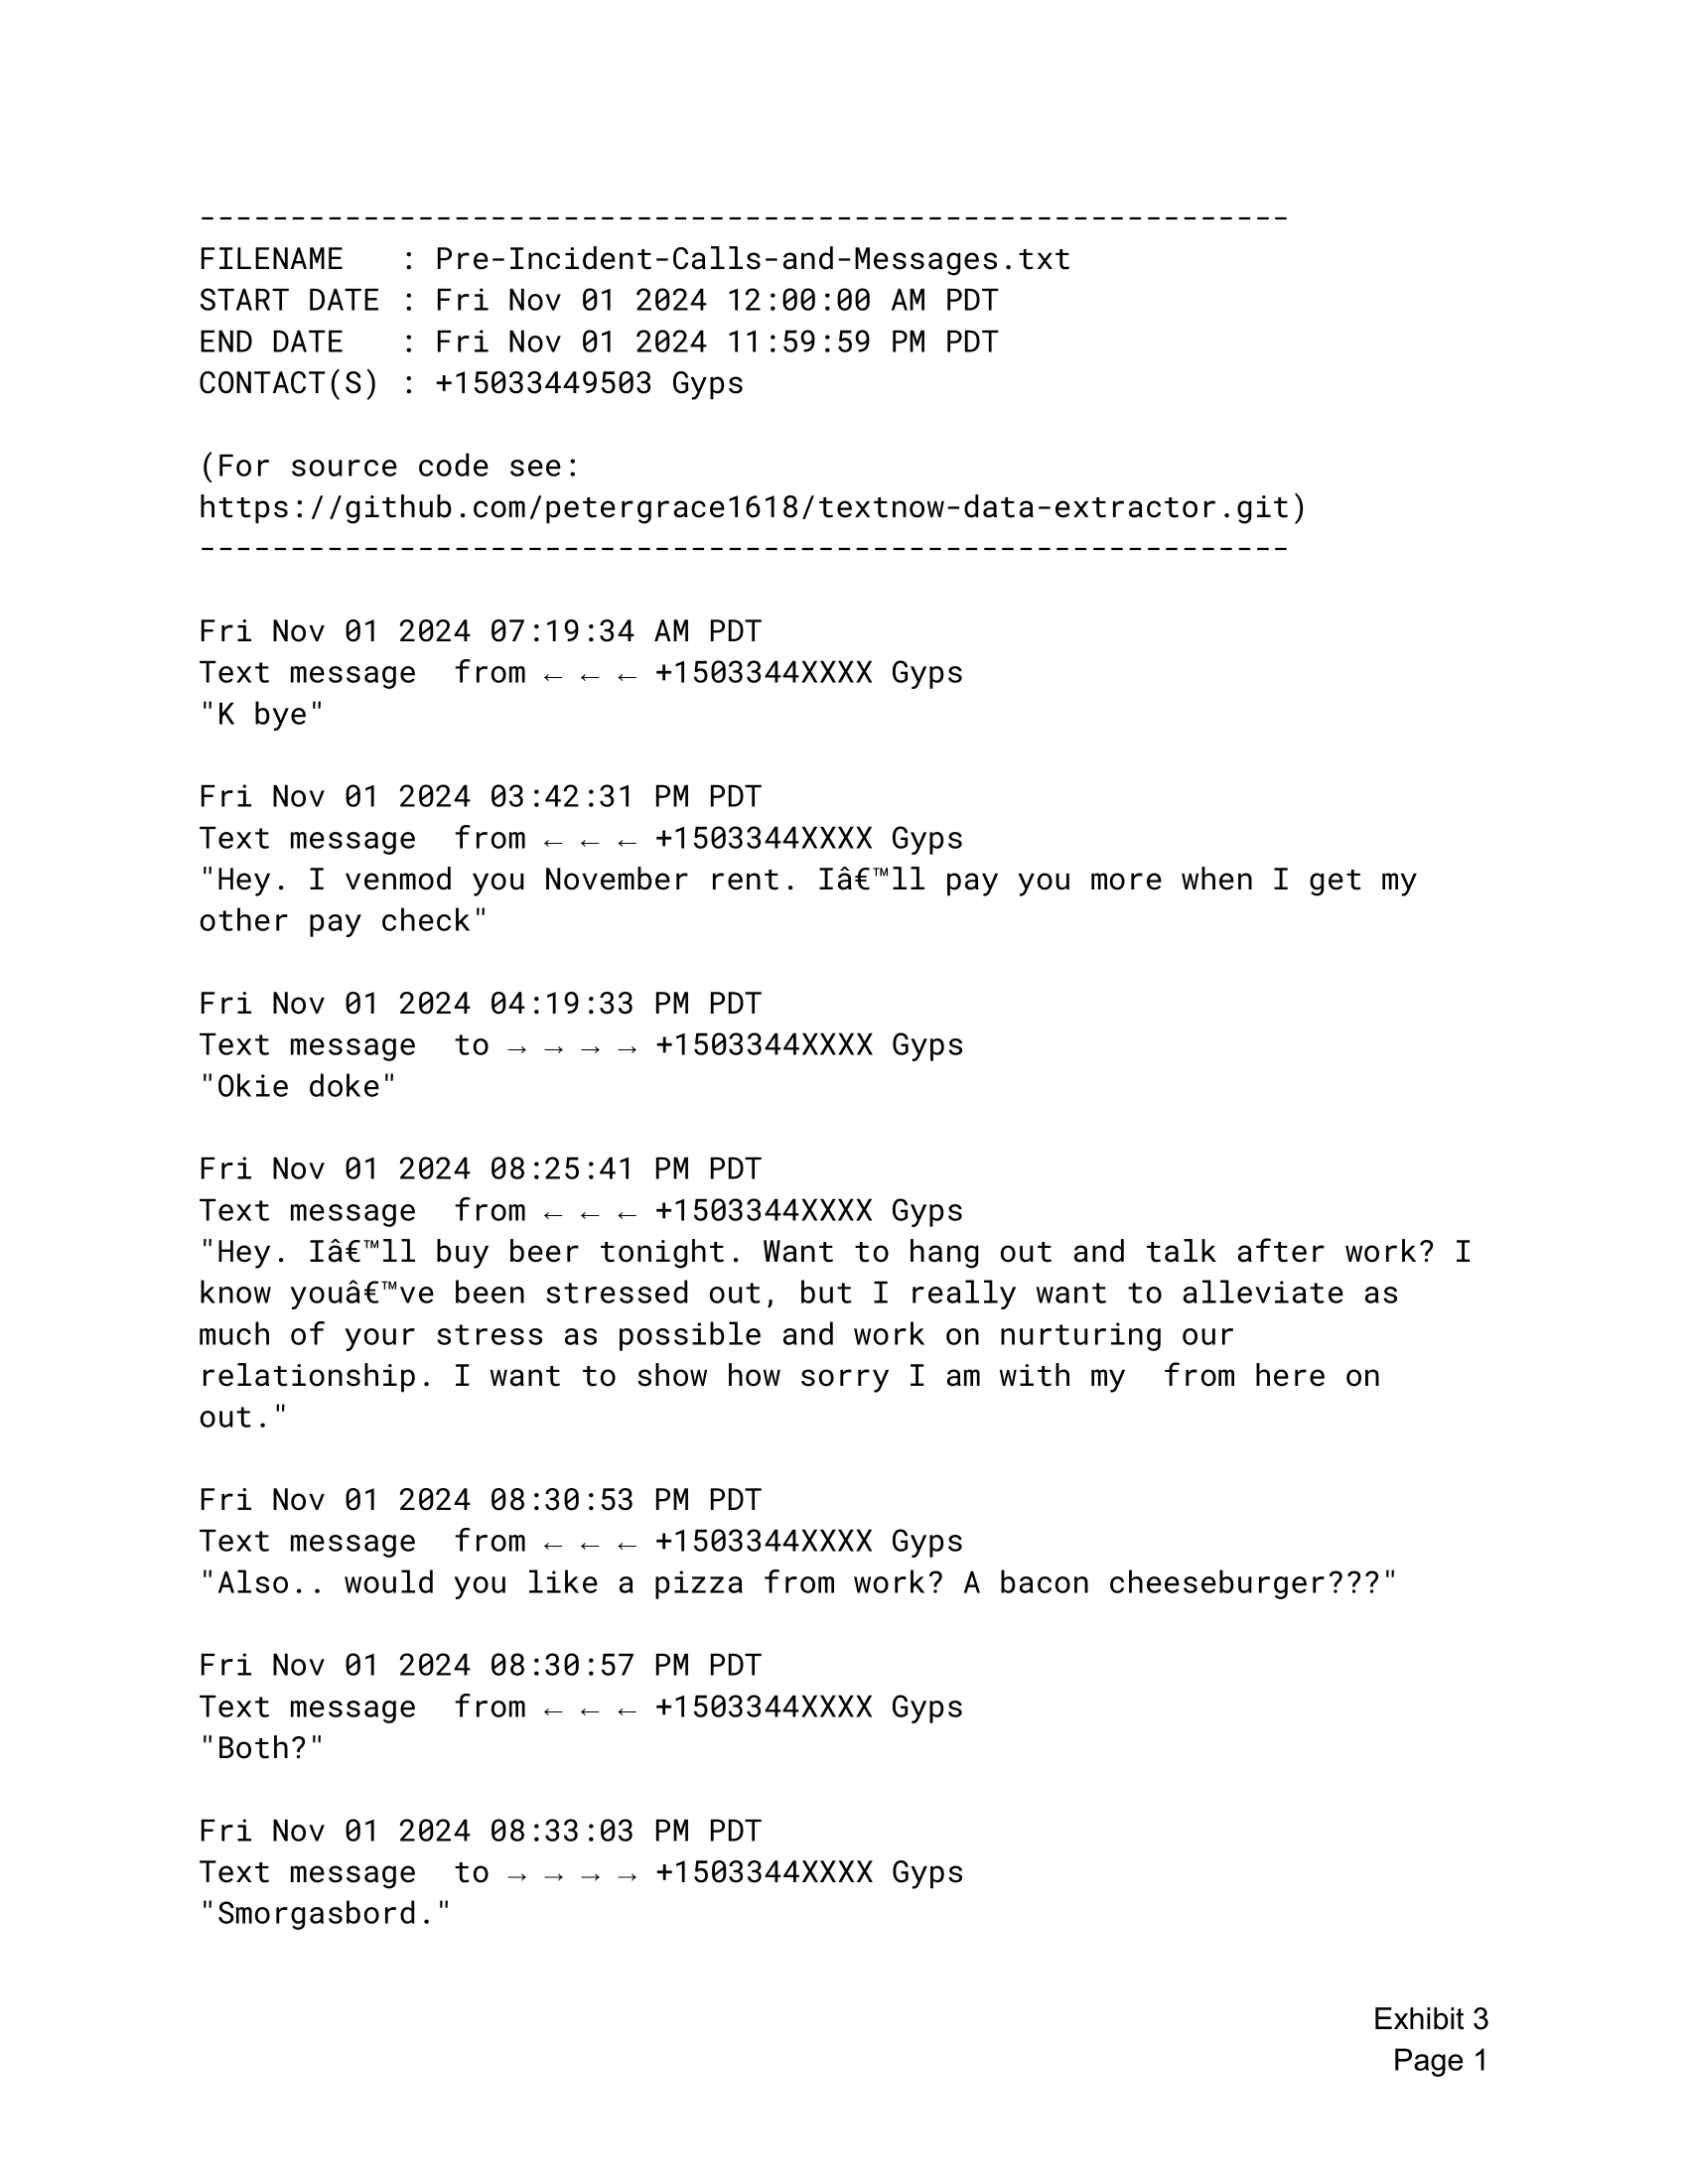 ------------------------------------------------------------
FILENAME   : Pre-Incident-Calls-and-Messages.txt
START DATE : Fri Nov 01 2024 12:00:00 AM PDT
END DATE   : Fri Nov 01 2024 11:59:59 PM PDT
CONTACT(S) : +15033449503 Gyps
(For source code see:
https://github.com/petergrace1618/textnow-data-extractor.git)
------------------------------------------------------------
Fri Nov 01 2024 07:19:34 AM PDT
Text message  from ← ← ← +1503344XXXX Gyps
"K bye"
Fri Nov 01 2024 03:42:31 PM PDT
Text message  from ← ← ← +1503344XXXX Gyps
"Hey. I venmod you November rent. Iâ€™ll pay you more when I get my
other pay check"
Fri Nov 01 2024 04:19:33 PM PDT
Text message  to → → → → +1503344XXXX Gyps
"Okie doke"
Fri Nov 01 2024 08:25:41 PM PDT
Text message  from ← ← ← +1503344XXXX Gyps
"Hey. Iâ€™ll buy beer tonight. Want to hang out and talk after work? I
know youâ€™ve been stressed out, but I really want to alleviate as
much of your stress as possible and work on nurturing our
relationship. I want to show how sorry I am with my  from here on
out."
Fri Nov 01 2024 08:30:53 PM PDT
Text message  from ← ← ← +1503344XXXX Gyps
"Also.. would you like a pizza from work? A bacon cheeseburger???"
Fri Nov 01 2024 08:30:57 PM PDT
Text message  from ← ← ← +1503344XXXX Gyps
"Both?"
Fri Nov 01 2024 08:33:03 PM PDT
Text message  to → → → → +1503344XXXX Gyps
"Smorgasbord."
Exhibit 3
Page 1